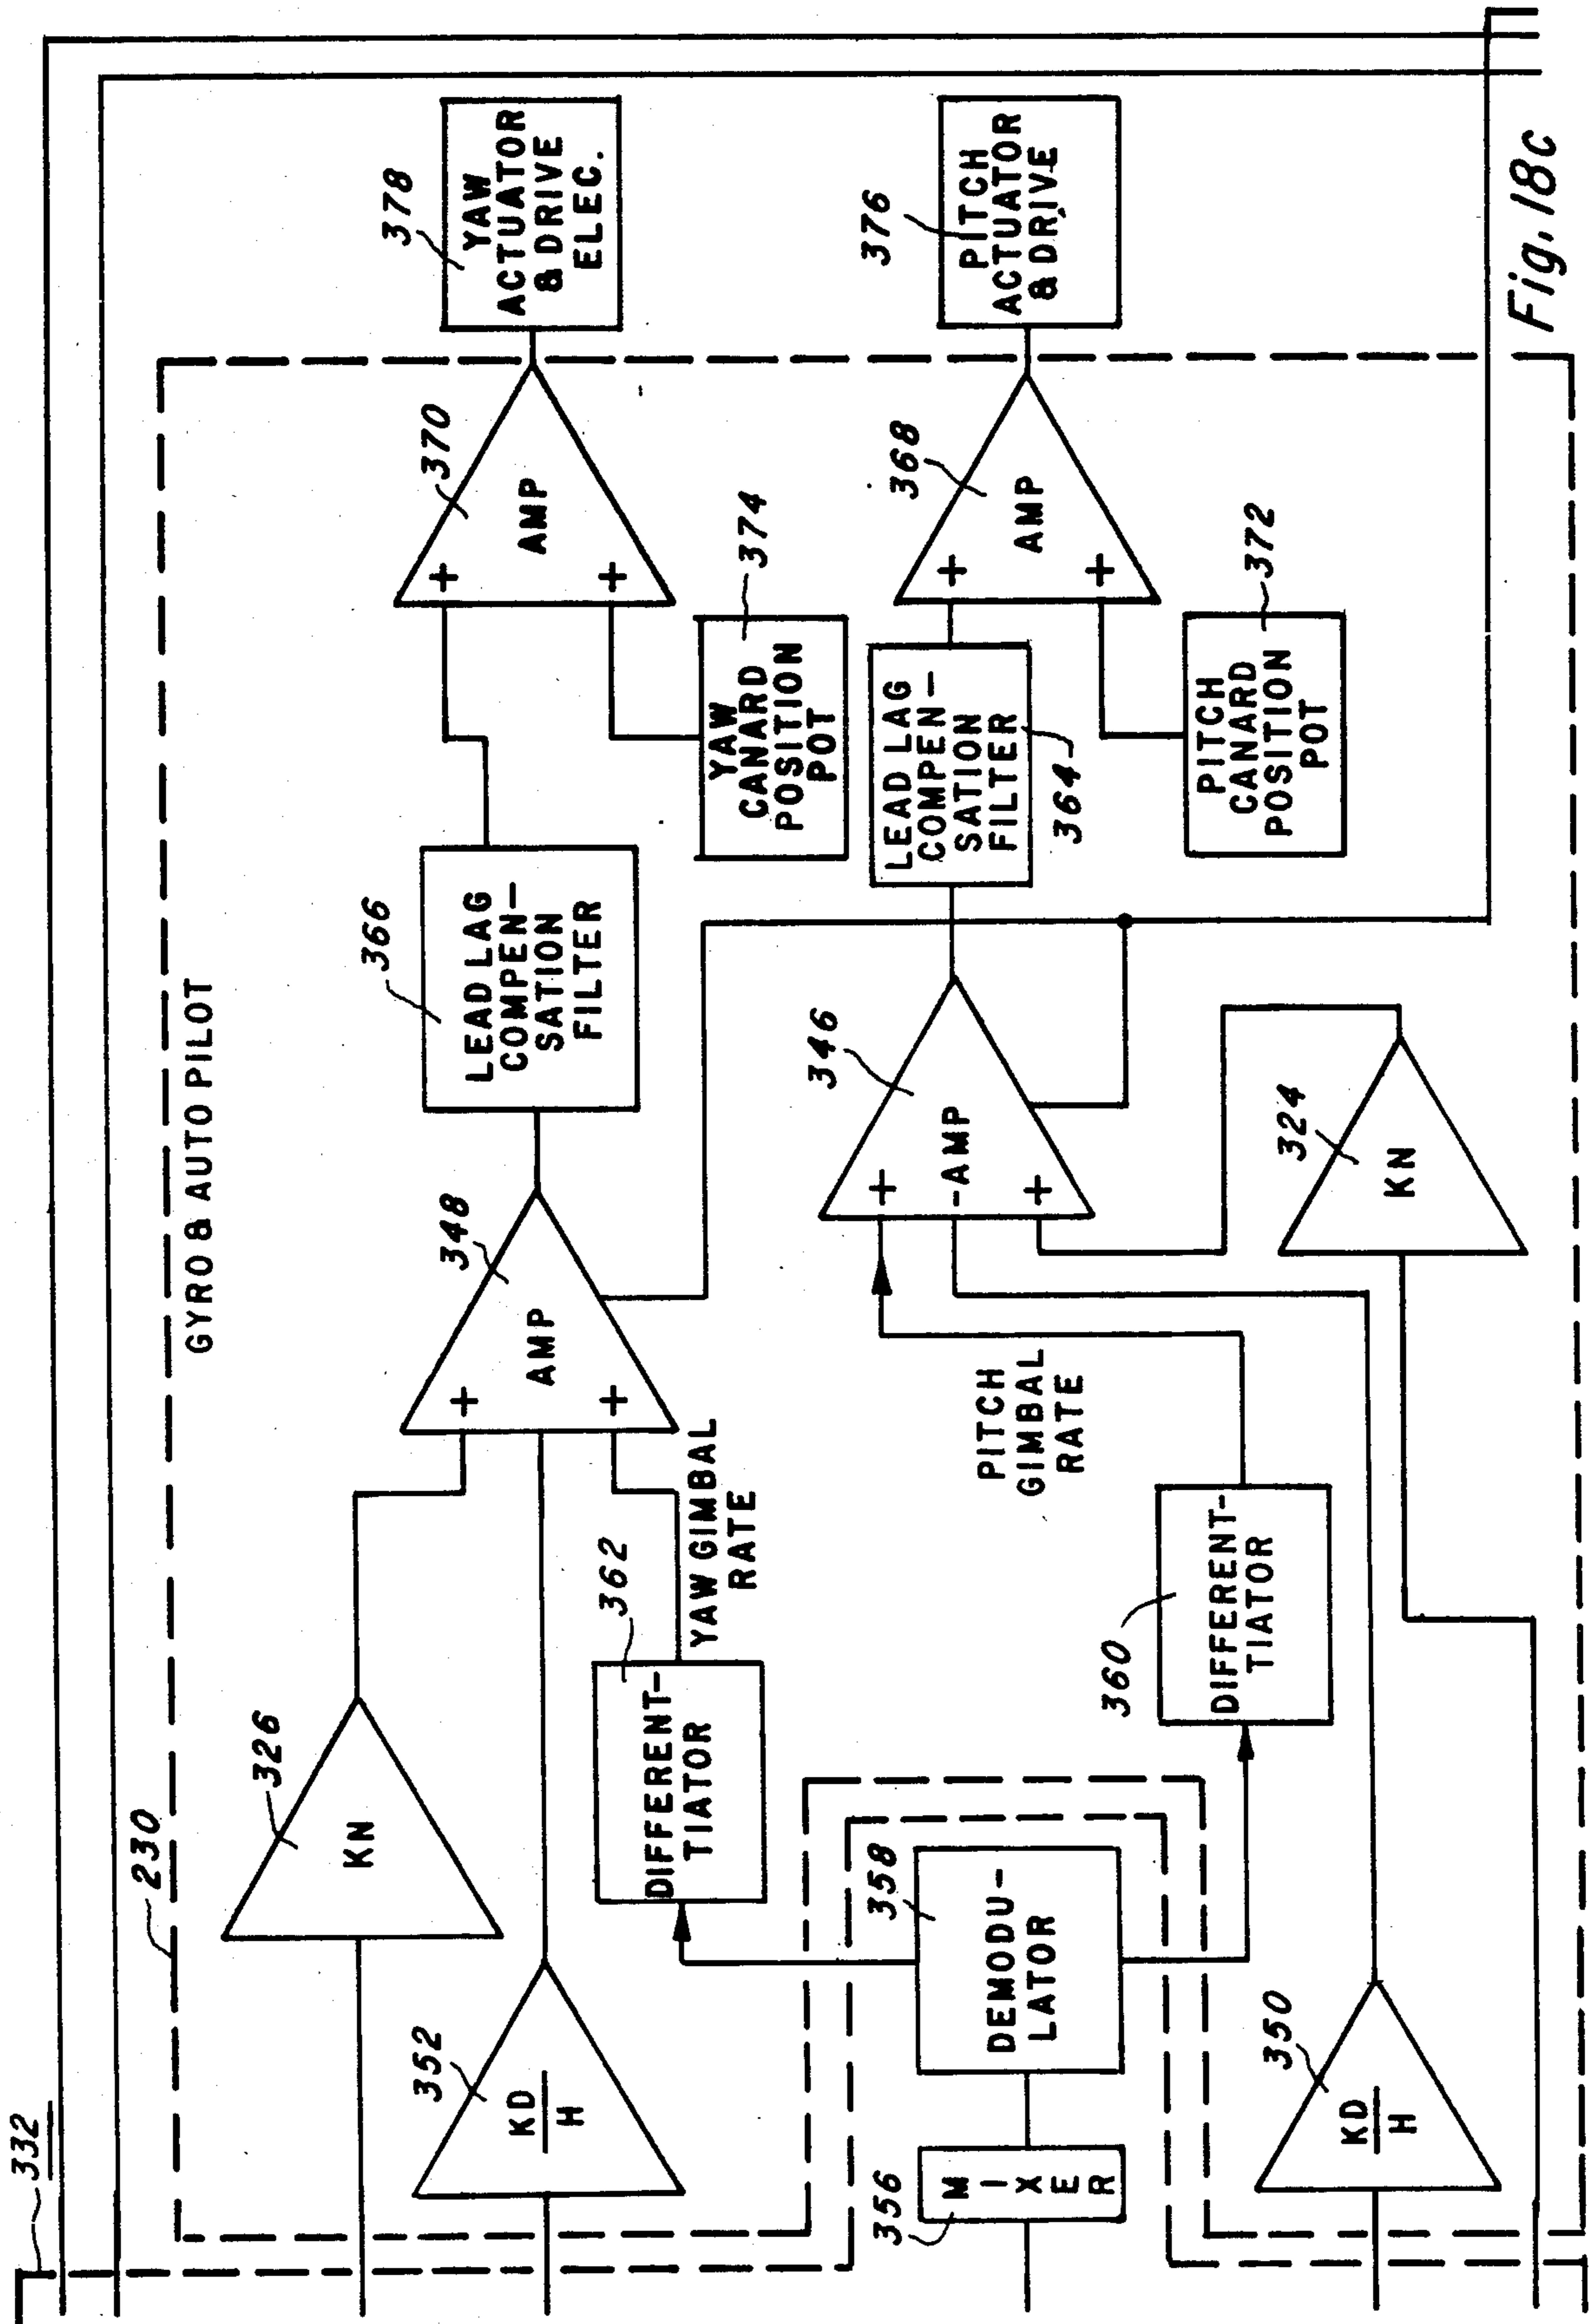 332
230
GYRO & AUTO PILOT
326
KN
352
KD
H
348
+
AMP
+
366
LEAD LAG
COMPEN-
SATION
FILTER
370
+
AMP
+
378
YAW
ACTUATOR
& DRIVE
ELEC.
362
DIFFERENT-
TIATOR
YAW GIMBAL
RATE
374
YAW
CANARD
POSITION
POT
356
MIXER
358
DEMODU-
LATOR
360
DIFFERENT-
TIATOR
PITCH
GIMBAL
RATE
346
+
-AMP
+
LEAD LAG
COMPEN-
SATION
FILTER
364
368
+
AMP
+
376
PITCH
ACTUATOR
& DRIVE
372
PITCH
CANARD
POSITION
POT
350
KD
H
324
KN
Fig. 18c